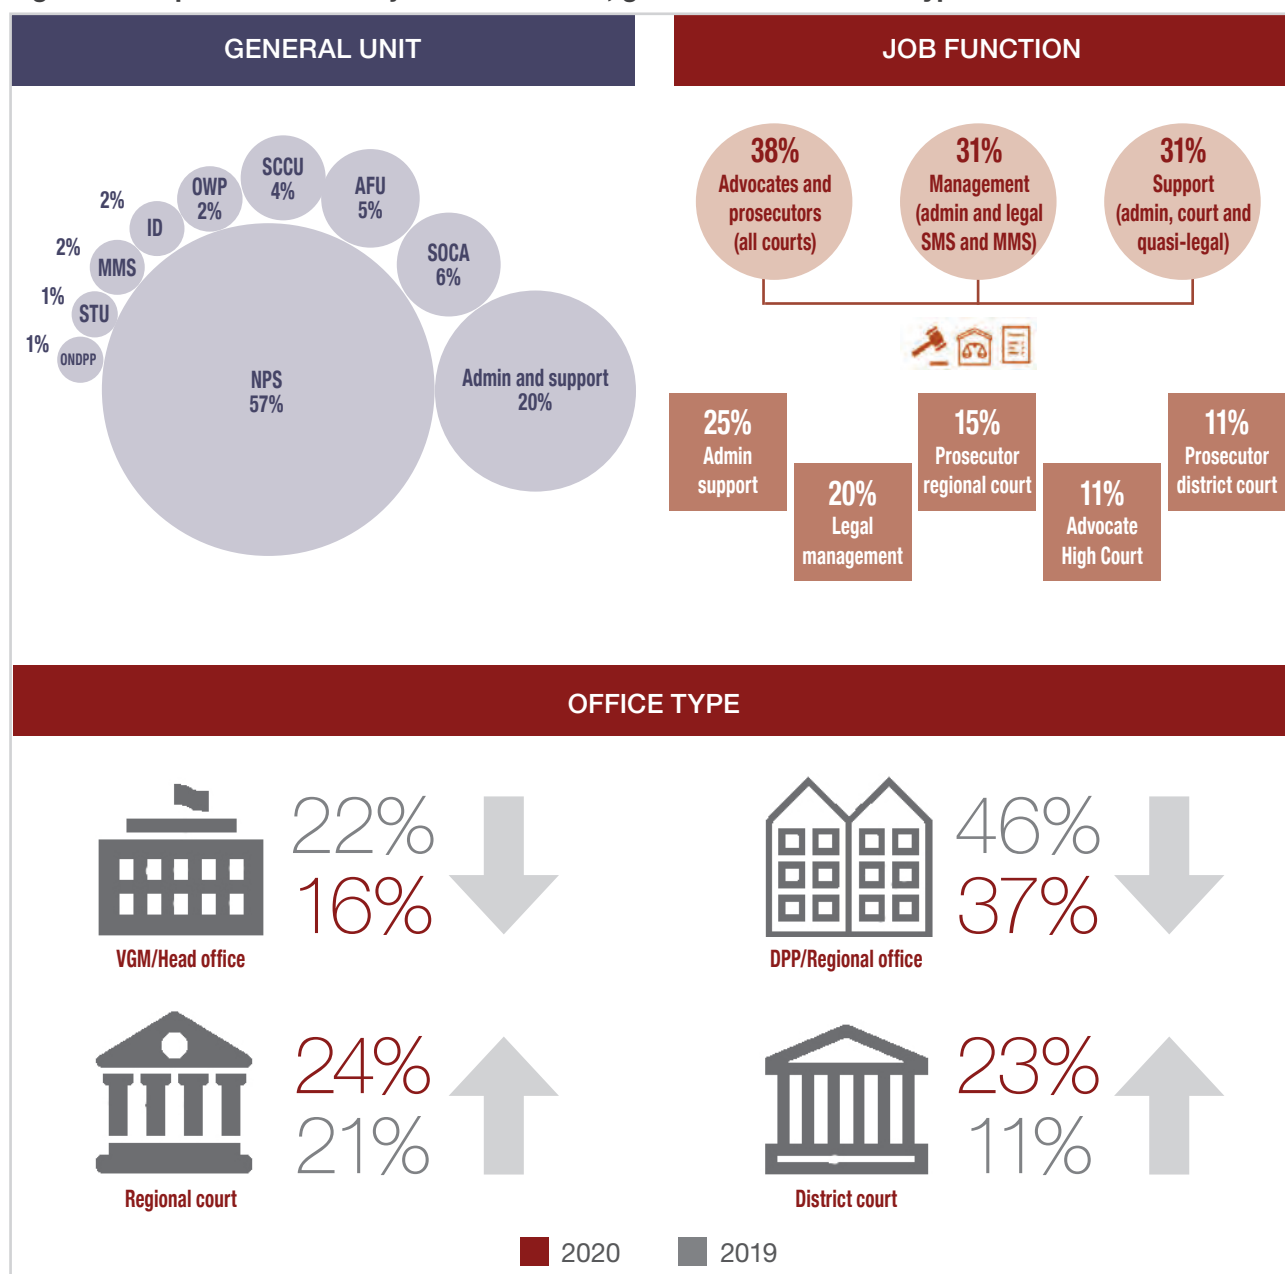 GENERAL UNIT
SCCU
4%
AFU
5%
OWP
2%
2%
ID
2%
MMS
SOCA
6%
1%
STU
1%
ONDPP
NPS
57%
Admin and support
20%
JOB FUNCTION
38%
Advocates and
prosecutors
(all courts)
31%
Management
(admin and legal
SMS and MMS)
31%
Support
(admin, court and
quasi-legal)
25%
Admin
support
20%
Legal
management
15%
Prosecutor
regional court
11%
Advocate
High Court
11%
Prosecutor
district court
OFFICE TYPE
22%
16%
VGM/Head office
46%
37%
DPP/Regional office
24%
21%
Regional court
23%
11%
District court
2020
2019